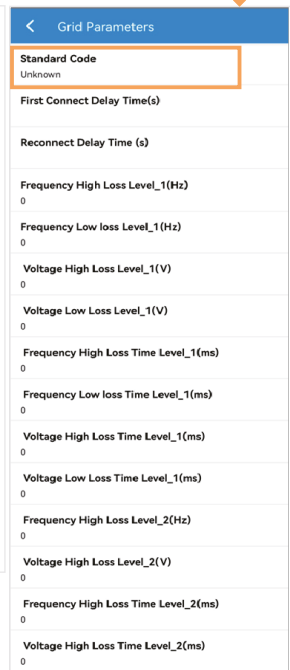 Grid Parameters
Standard Code
Unknown
First Connect Delay Time(s)
Reconnect Delay Time (s)
Frequency High Loss Level_1(Hz)
0
Frequency Low loss Level_1(Hz)
0
Voltage High Loss Level_1(V)
0
Voltage Low Loss Level_1(V)
0
Frequency High Loss Time Level_1(ms)
0
Frequency Low loss Time Level_1(ms)
0
Voltage High Loss Time Level_1(ms)
0
Voltage Low Loss Time Level_1(ms)
0
Frequency High Loss Level_2(Hz)
0
Voltage High Loss Level_2(V)
0
Frequency High Loss Time Level_2(ms)
0
Voltage High Loss Time Level_2(ms)
0